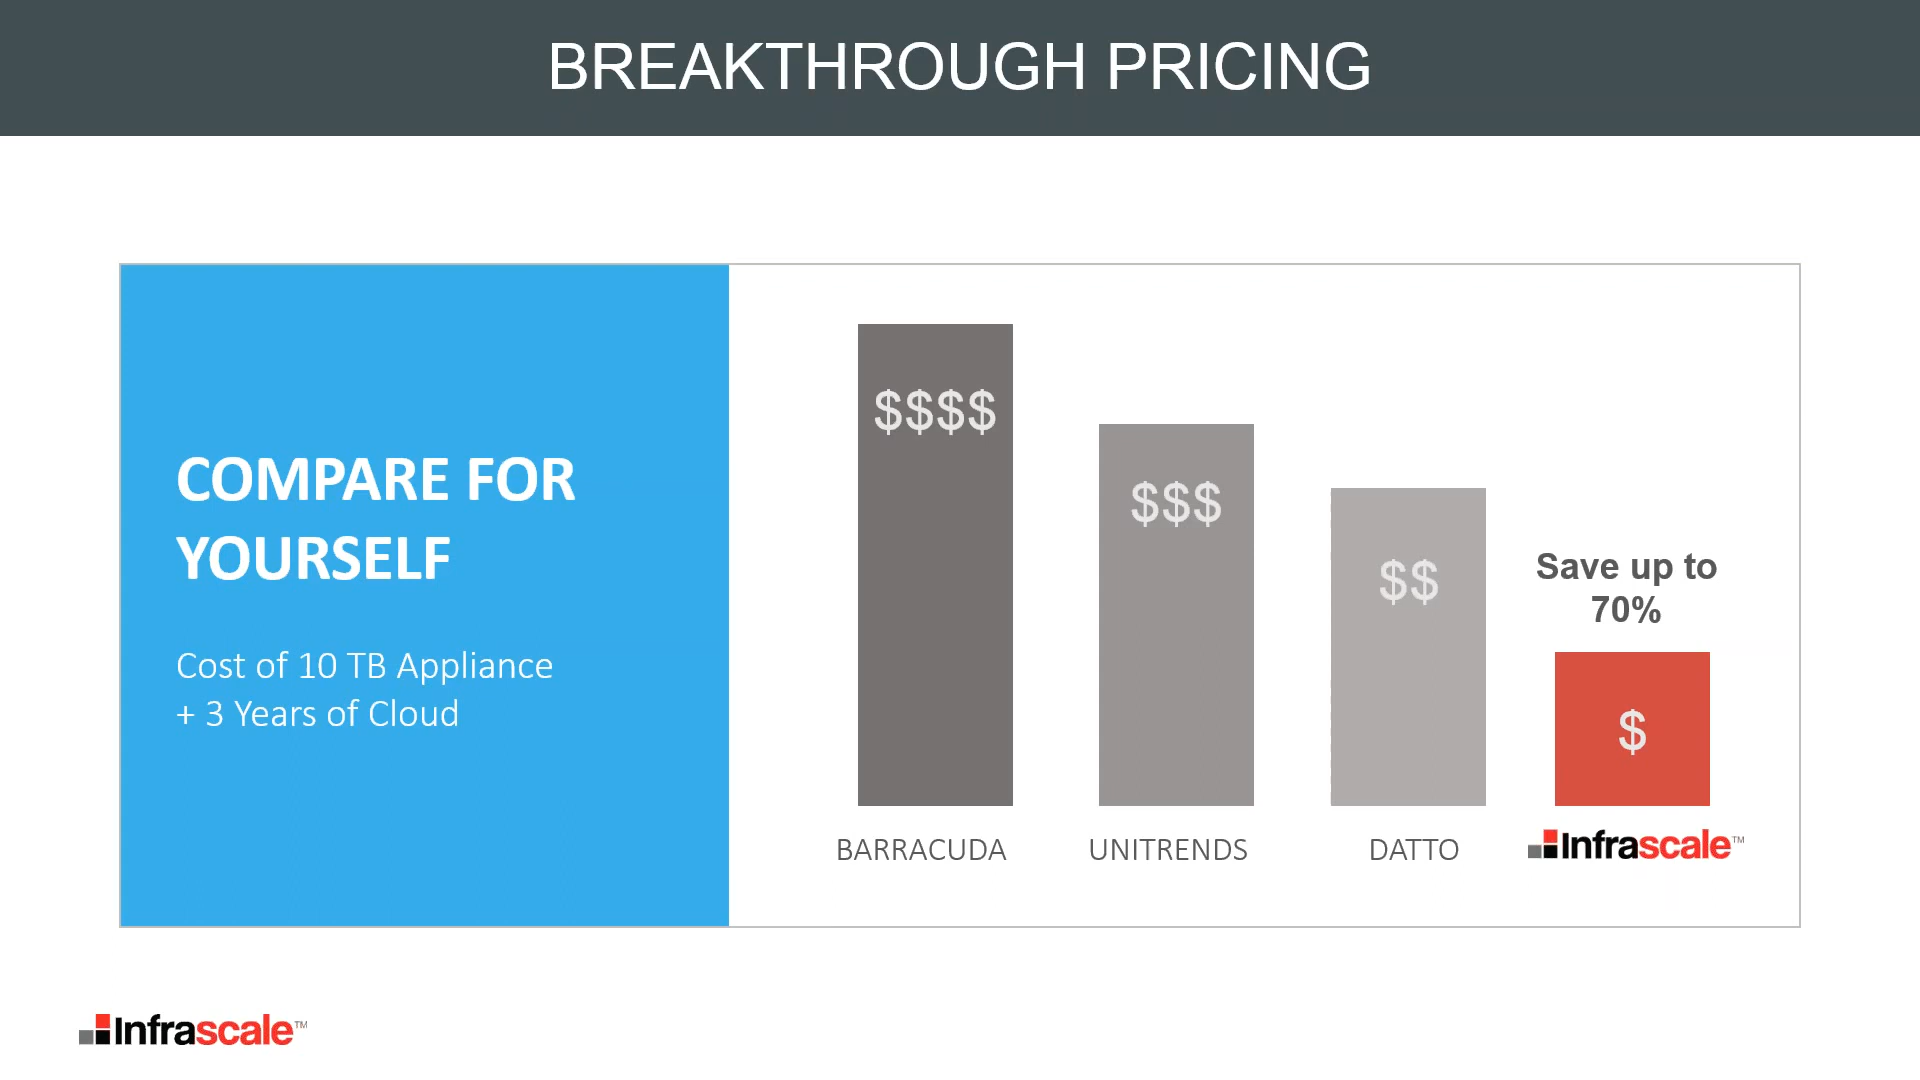 BREAKTHROUGH PRICING
COMPARE FOR
YOURSELF
Cost of 10 TB Appliance
+ 3 Years of Cloud
$$$$
$$$
$$
Save up to
70%
$
BARRACUDA
UNITRENDS
DATTO
Infrascale™
Infrascale™